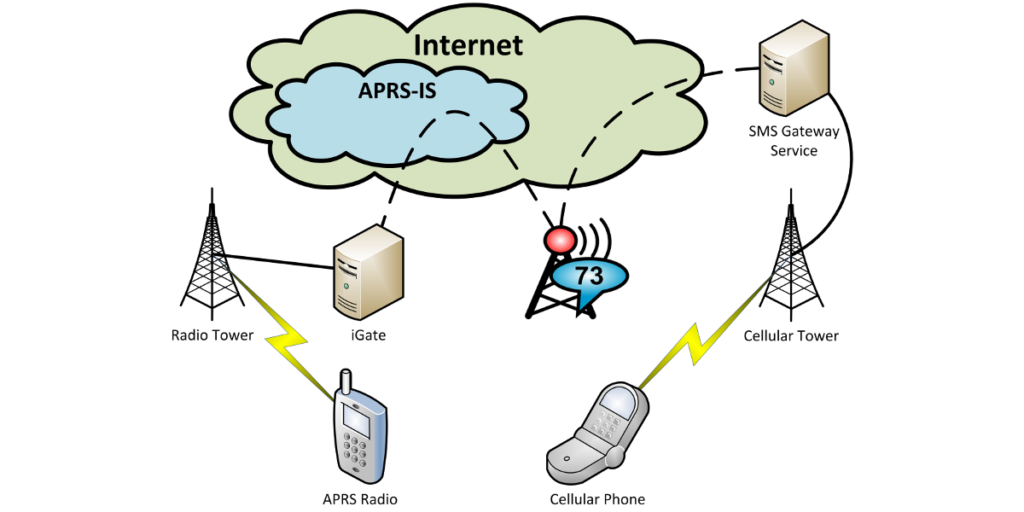 Internet
APRS-IS
SMS Gateway
Service
73
Radio Tower
iGate
Cellular Tower
APRS Radio
Cellular Phone